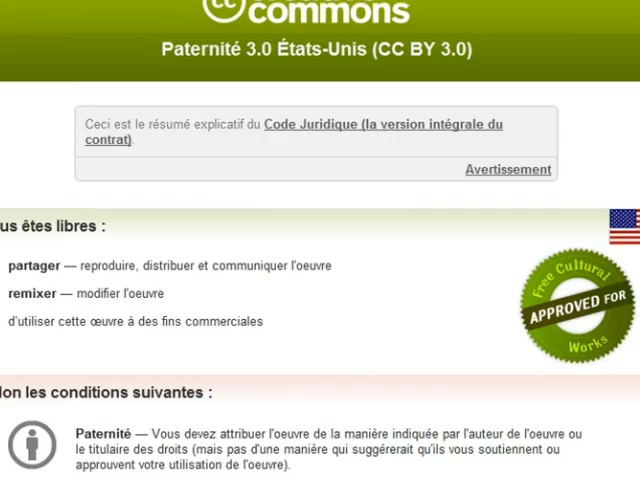 cc
commons
Paternité 3.0 États-Unis (CC BY 3.0)
Ceci est le résumé explicatif du Code Juridique (la version intégrale du
contrat).
Avertissement
us êtes libres :
partager — reproduire, distribuer et communiquer l'oeuvre
remixer — modifier l'oeuvre
d'utiliser cette œuvre à des fins commerciales
Free Cultural
APPROVED FOR
Works
lon les conditions suivantes :
Paternité — Vous devez attribuer l'oeuvre de la manière indiquée par l'auteur de l'oeuvre ou
le titulaire des droits (mais pas d'une manière qui suggérerait qu'ils vous soutiennent ou
approuvent votre utilisation de l'oeuvre).